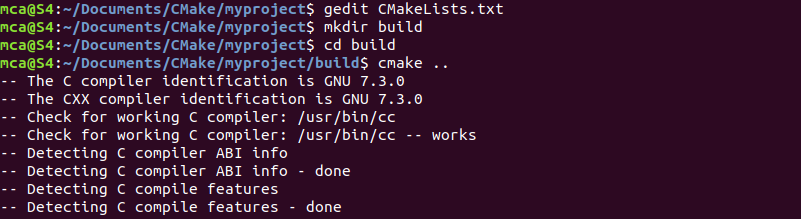 mca@S4:~/Documents/CMake/myproject$ gedit CMakeLists.txt
mca@S4:~/Documents/CMake/myproject$ mkdir build
mca@S4:~/Documents/CMake/myproject$ cd build
mca@S4:~/Documents/CMake/myproject/build$ cmake ..
-- The C compiler identification is GNU 7.3.0
-- The CXX compiler identification is GNU 7.3.0
-- Check for working C compiler: /usr/bin/cc
-- Check for working C compiler: /usr/bin/cc -- works
-- Detecting C compiler ABI info
-- Detecting C compiler ABI info - done
-- Detecting C compile features
-- Detecting C compile features - done